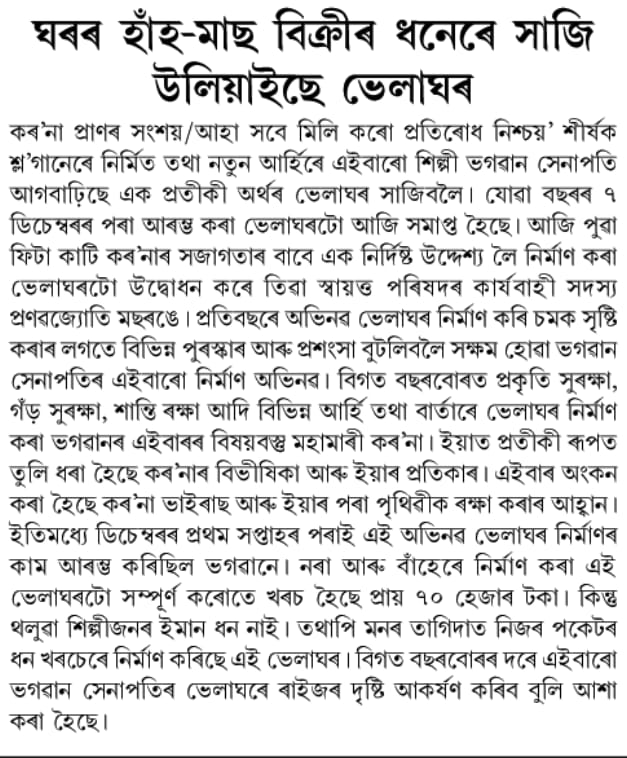 ঘৰৰ হাঁহ-মাছ বিক্ৰীৰ ধনেৰে সাজি
উলিয়াইছে ভেলাঘৰ
কৰ'না প্ৰাণৰ সংশয়/আহা সবে মিলি কৰো প্ৰতিৰোধ নিশ্চয়' শীৰ্ষক
শ্ল'গানেৰে নিৰ্মিত তথা নতুন আৰ্হিৰে এইবাৰো শিল্পী ভগৱান সেনাপতি
আগবাঢ়িছে এক প্ৰতীকী অৰ্থৰ ভেলাঘৰ সাজিবলৈ। যোৱা বছৰৰ ৭
ডিচেম্বৰৰ পৰা আৰম্ভ কৰা ভেলাঘৰটো আজি সমাপ্ত হৈছে। আজি পুৱা
ফিটা কাটি কৰ'নাৰ সজাগতাৰ বাবে এক নিৰ্দিষ্ট উদ্দেশ্য লৈ নিৰ্মাণ কৰা
ভেলাঘৰটো উদ্বোধন কৰে তিৱা স্বায়ত্ত পৰিষদৰ কাৰ্যবাহী সদস্য
প্ৰণৱজ্যোতি মছৰঙে। প্ৰতিবছৰে অভিনৱ ভেলাঘৰ নিৰ্মাণ কৰি চমক সৃষ্টি
কৰাৰ লগতে বিভিন্ন পুৰস্কাৰ আৰু প্ৰশংসা বুটলিবলৈ সক্ষম হোৱা ভগৱান
সেনাপতিৰ এইবাৰো নিৰ্মাণ অভিনৱ। বিগত বছৰবোৰত প্ৰকৃতি সুৰক্ষা,
গঁড় সুৰক্ষা, শান্তি ৰক্ষা আদি বিভিন্ন আৰ্হি তথা বাৰ্তাৰে ভেলাঘৰ নিৰ্মাণ
কৰা ভগৱানৰ এইবাৰৰ বিষয়বস্তু মহামাৰী কৰ'না। ইয়াত প্ৰতীকী ৰূপত
তুলি ধৰা হৈছে কৰ'নাৰ বিভীষিকা আৰু ইয়াৰ প্ৰতিকাৰ। এইবাৰ অংকন
কৰা হৈছে কৰ'না ভাইৰাছ আৰু ইয়াৰ পৰা পৃথিৱীক ৰক্ষা কৰাৰ আহ্বান।
ইতিমধ্যে ডিচেম্বৰৰ প্ৰথম সপ্তাহৰ পৰাই এই অভিনৱ ভেলাঘৰ নিৰ্মাণৰ
কাম আৰম্ভ কৰিছিল ভগৱানে। নৰা আৰু বাঁহেৰে নিৰ্মাণ কৰা এই
ভেলাঘৰটো সম্পূৰ্ণ কৰোতে খৰচ হৈছে প্ৰায় ৭০ হেজাৰ টকা। কিন্তু
থলুৱা শিল্পীজনৰ ইমান ধন নাই। তথাপি মনৰ তাগিদাত নিজৰ পকেটৰ
ধন খৰচেৰে নিৰ্মাণ কৰিছে এই ভেলাঘৰ। বিগত বছৰবোৰৰ দৰে এইবাৰো
ভগৱান সেনাপতিৰ ভেলাঘৰে ৰাইজৰ দৃষ্টি আকৰ্ষণ কৰিব বুলি আশা
কৰা হৈছে।